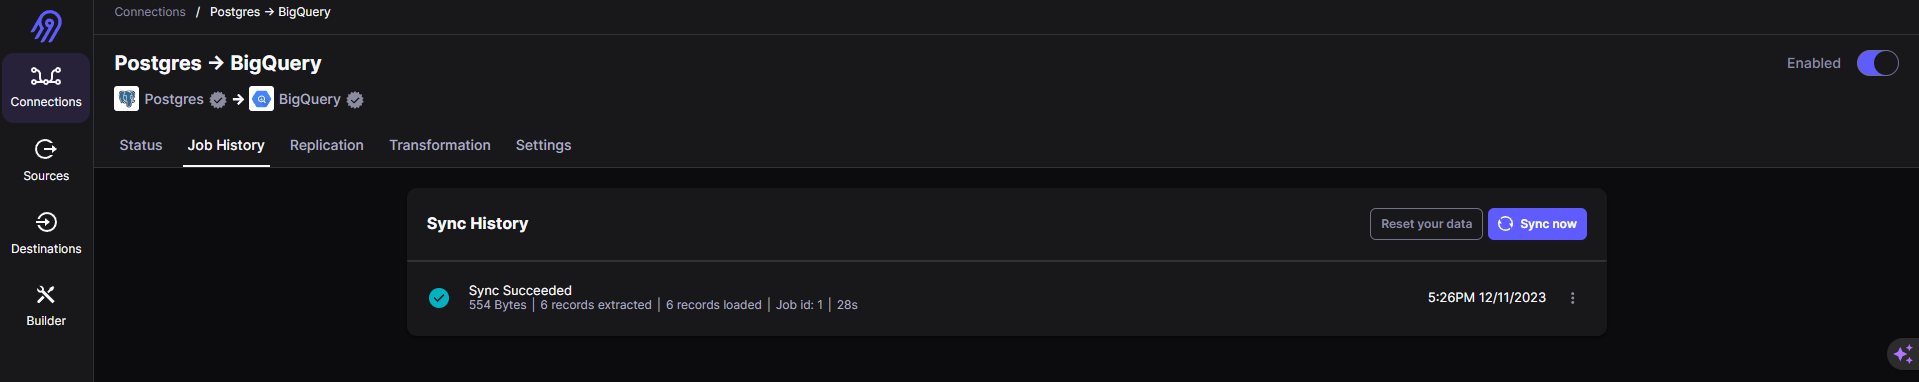 Connections / Postgres → BigQuery
Postgres → BigQuery
Enabled
Postgres → BigQuery
Status Job History Replication Transformation Settings
Connections
Sources
Destinations
Builder
Sync History
Reset your data
Sync now
Sync Succeeded
554 Bytes | 6 records extracted | 6 records loaded | Job id: 1 | 28s
5:26PM 12/11/2023